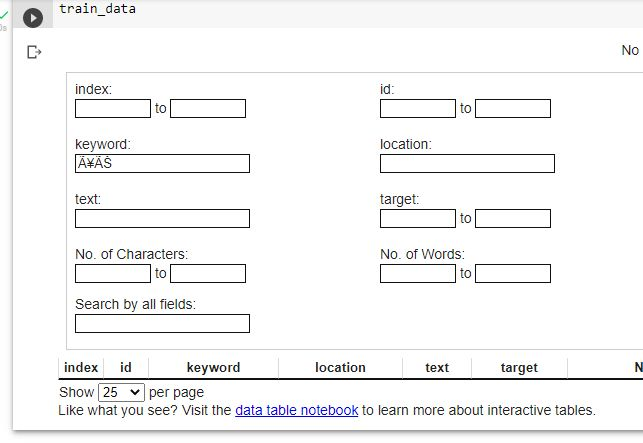 train_data
No
index:
id:
to
to
keyword:
location:
Â¥ÂŠ
text:
target:
to
No. of Characters:
No. of Words:
to
to
Search by all fields:
index id keyword location text target N
Show 25 per page
Like what you see? Visit the data table notebook to learn more about interactive tables.